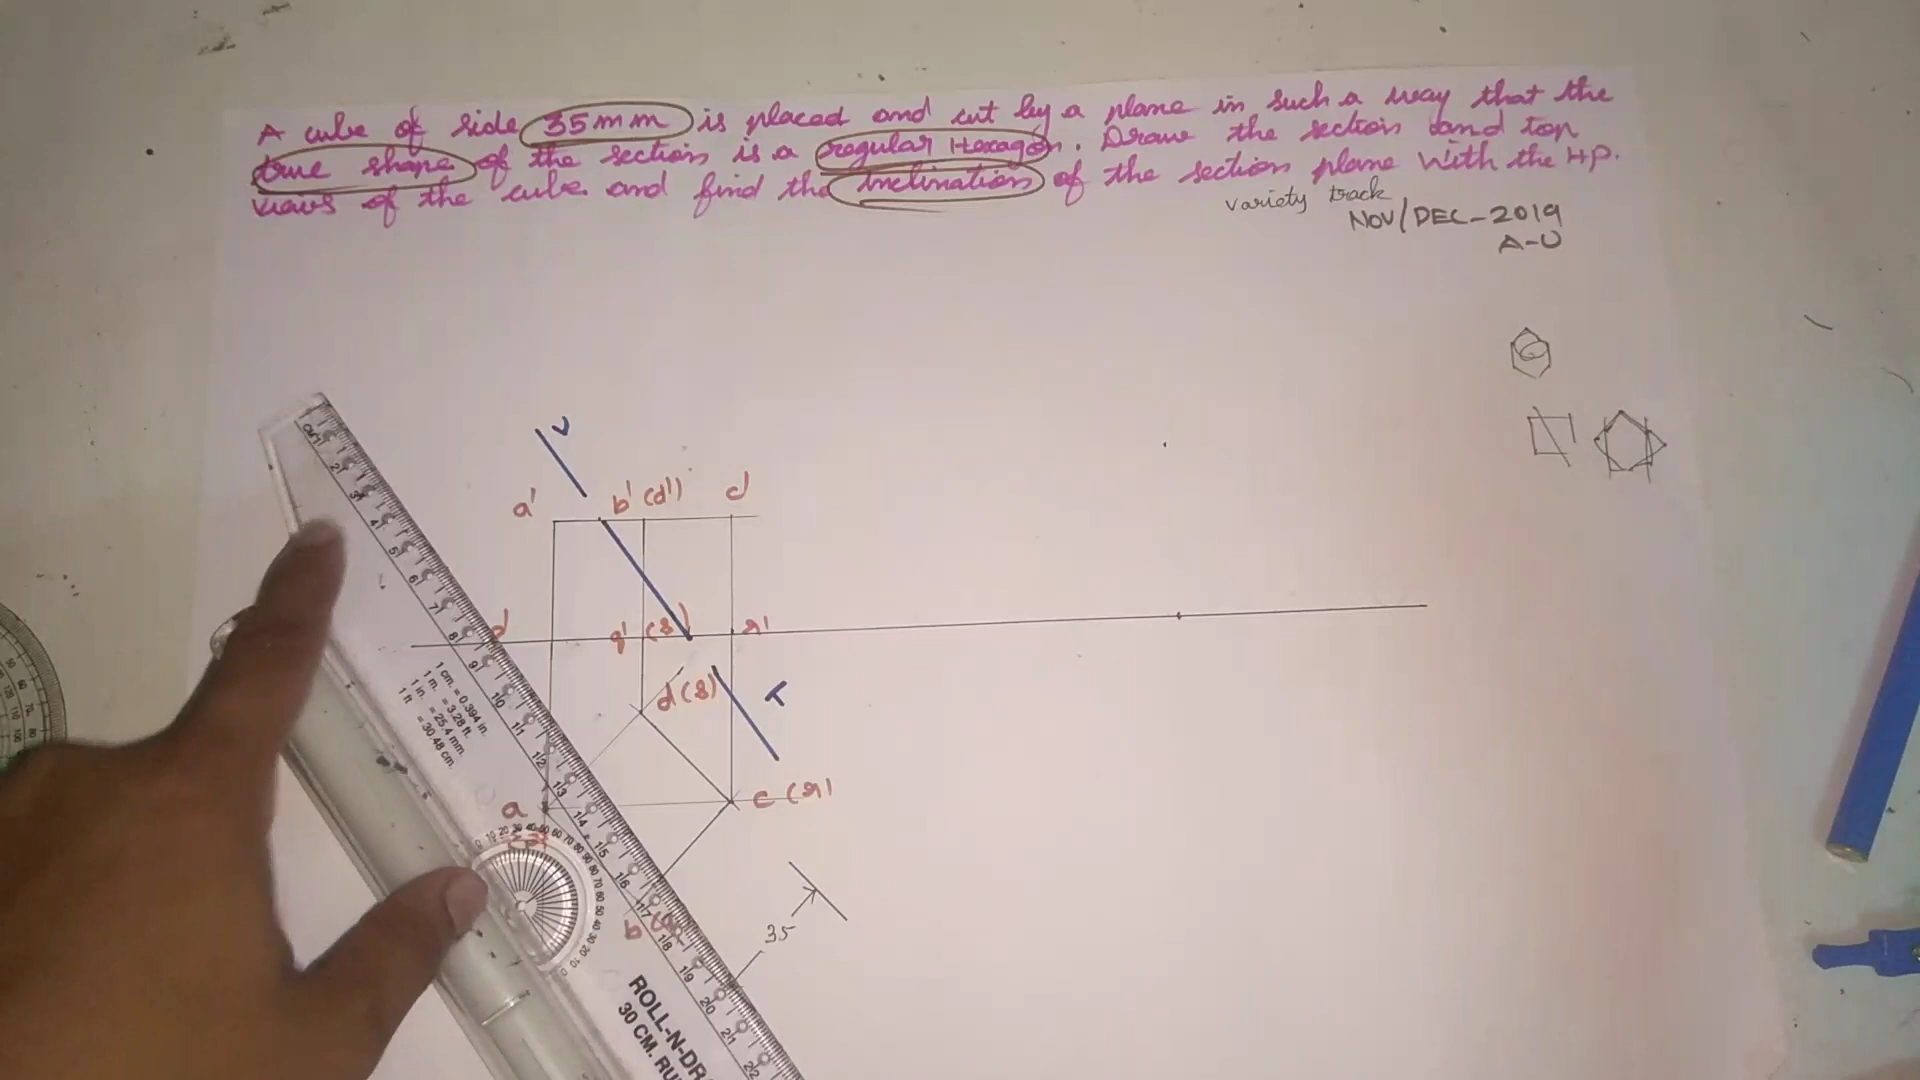 A cube of side 35mm is placed and cut by a plane in such a way that the
true shape of the section is a regular Hexagon. Draw the section and top
views of the cube and find the inclination of the section plane with the HP.
variety track
NOV/DEC-2019
A-U
V
a' b' (d') c'
q' (s') r'
d(s)
T
a
c (r)
b
35
1 cm. = 0.394 in.
1 m. = 3.28 ft.
1 in. = 25.4 mm.
1 ft = 30.48 cm.
ROLL-N-DR
30 CM. RU